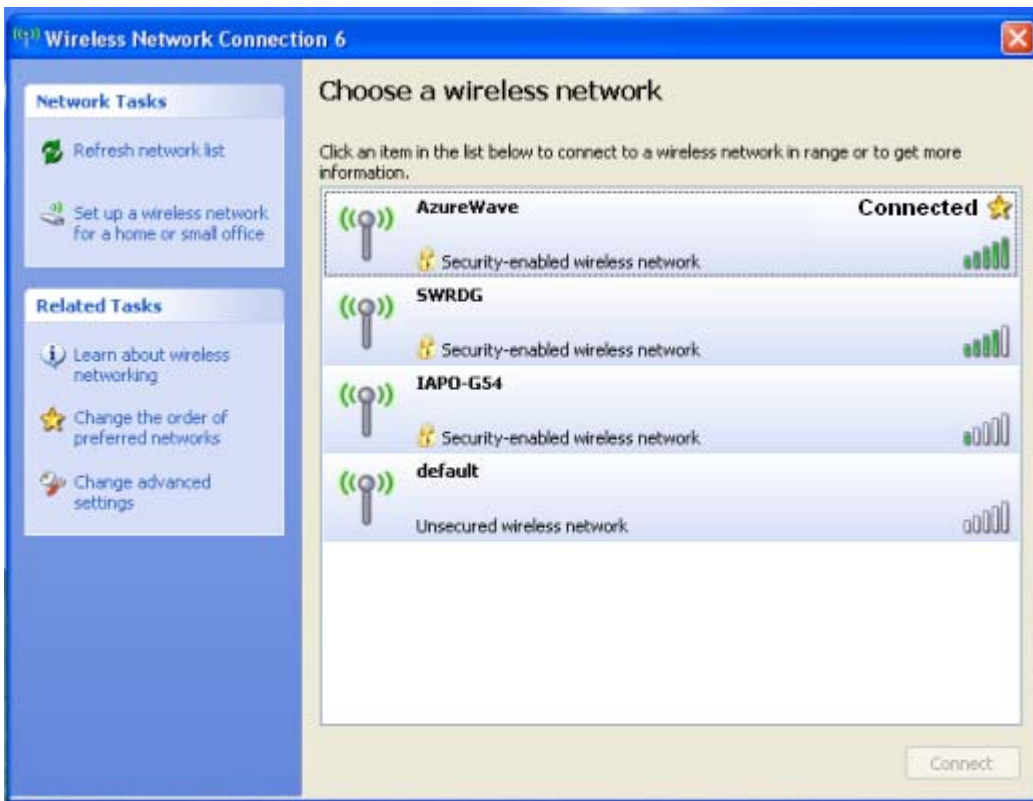 Wireless Network Connection 6
Network Tasks
Refresh network list
Set up a wireless network
for a home or small office
Related Tasks
Learn about wireless
networking
Change the order of
preferred networks
Change advanced
settings
Choose a wireless network
Click an item in the list below to connect to a wireless network in range or to get more
information.
AzureWave Connected
Security-enabled wireless network
SWRDG
Security-enabled wireless network
IAPO-G54
Security-enabled wireless network
default
Unsecured wireless network
Connect